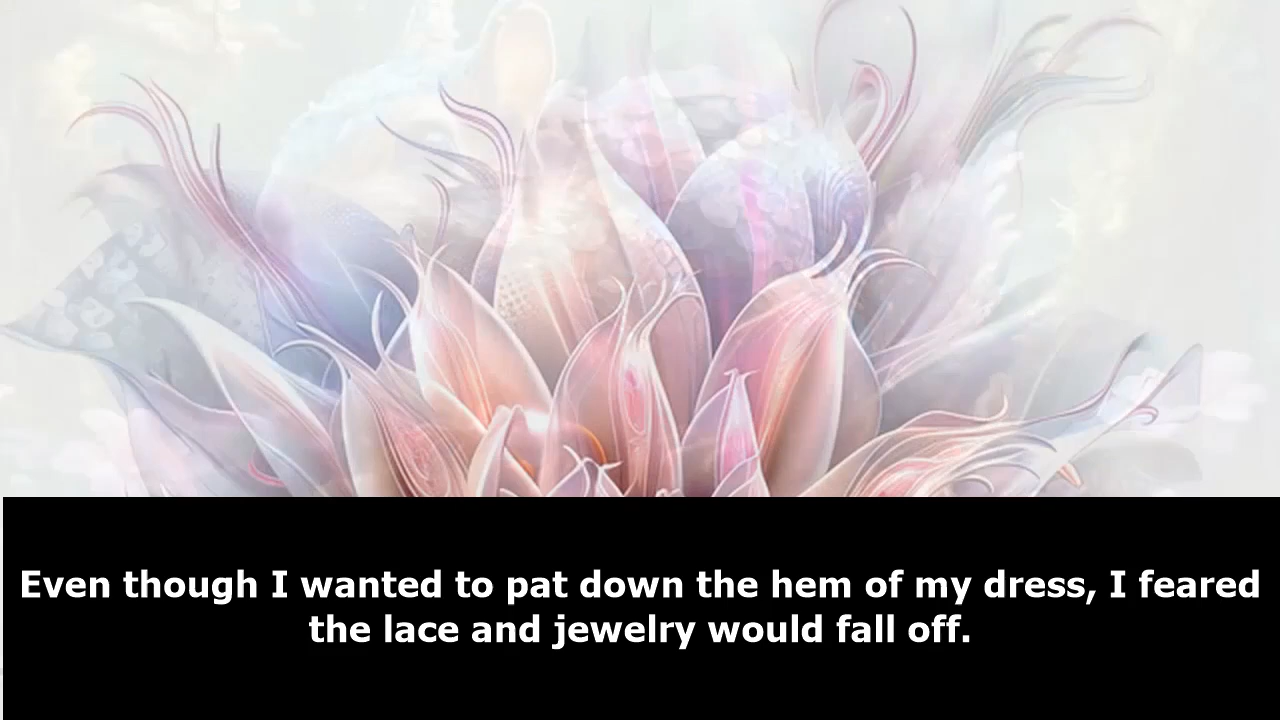 Even though I wanted to pat down the hem of my dress, I feared
the lace and jewelry would fall off.